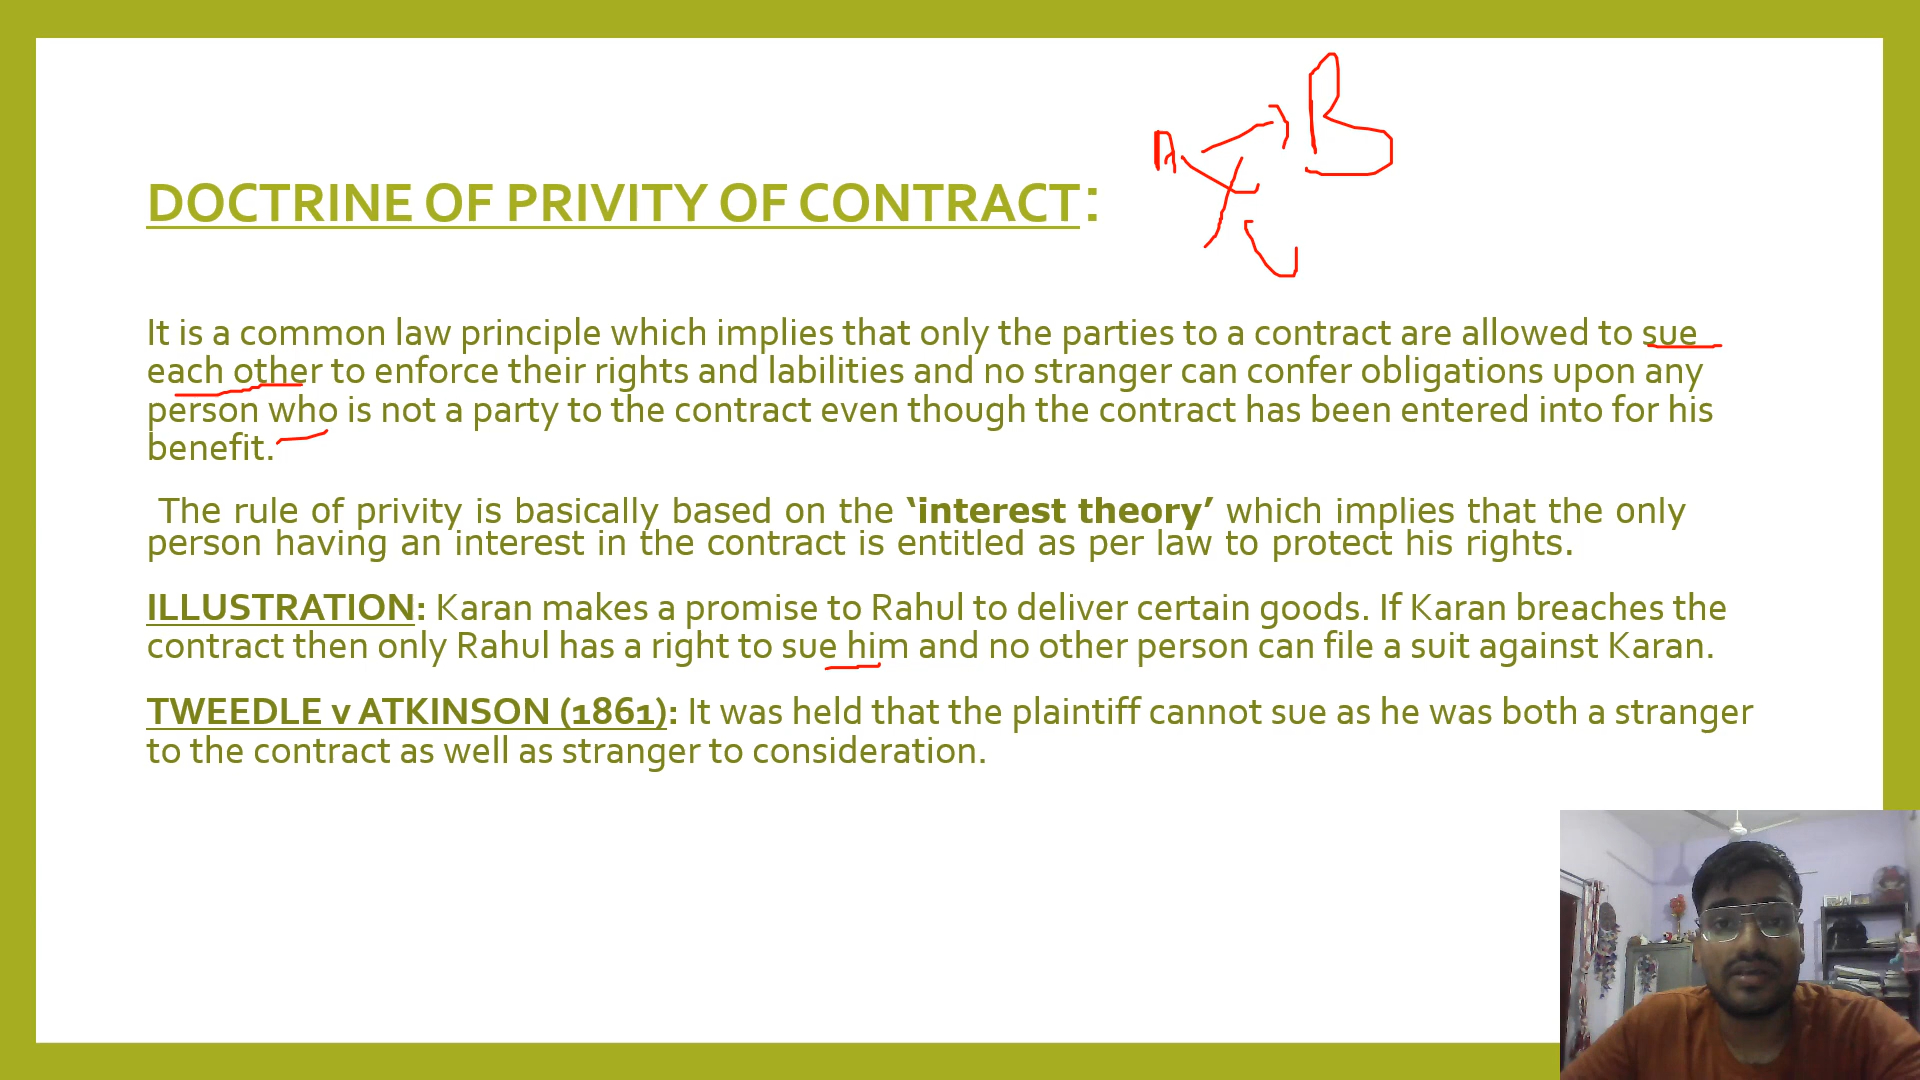 A
B
DOCTRINE OF PRIVITY OF CONTRACT:
It is a common law principle which implies that only the parties to a contract are allowed to sue
each other to enforce their rights and labilities and no stranger can confer obligations upon any
person who is not a party to the contract even though the contract has been entered into for his
benefit.
The rule of privity is basically based on the ‘interest theory’ which implies that the only
person having an interest in the contract is entitled as per law to protect his rights.
ILLUSTRATION: Karan makes a promise to Rahul to deliver certain goods. If Karan breaches the
contract then only Rahul has a right to sue him and no other person can file a suit against Karan.
TWEEDLE v ATKINSON (1861): It was held that the plaintiff cannot sue as he was both a stranger
to the contract as well as stranger to consideration.